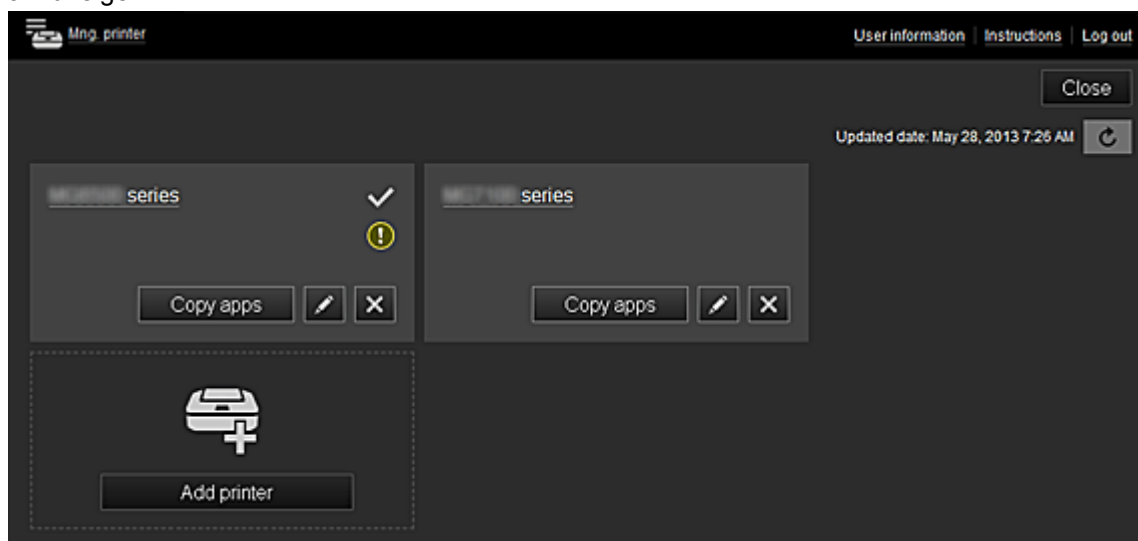 Mng. printer
User information Instructions Log out
Close
Updated date: May 28, 2013 7:26 AM
series
series
Copy apps
Copy apps
Add printer